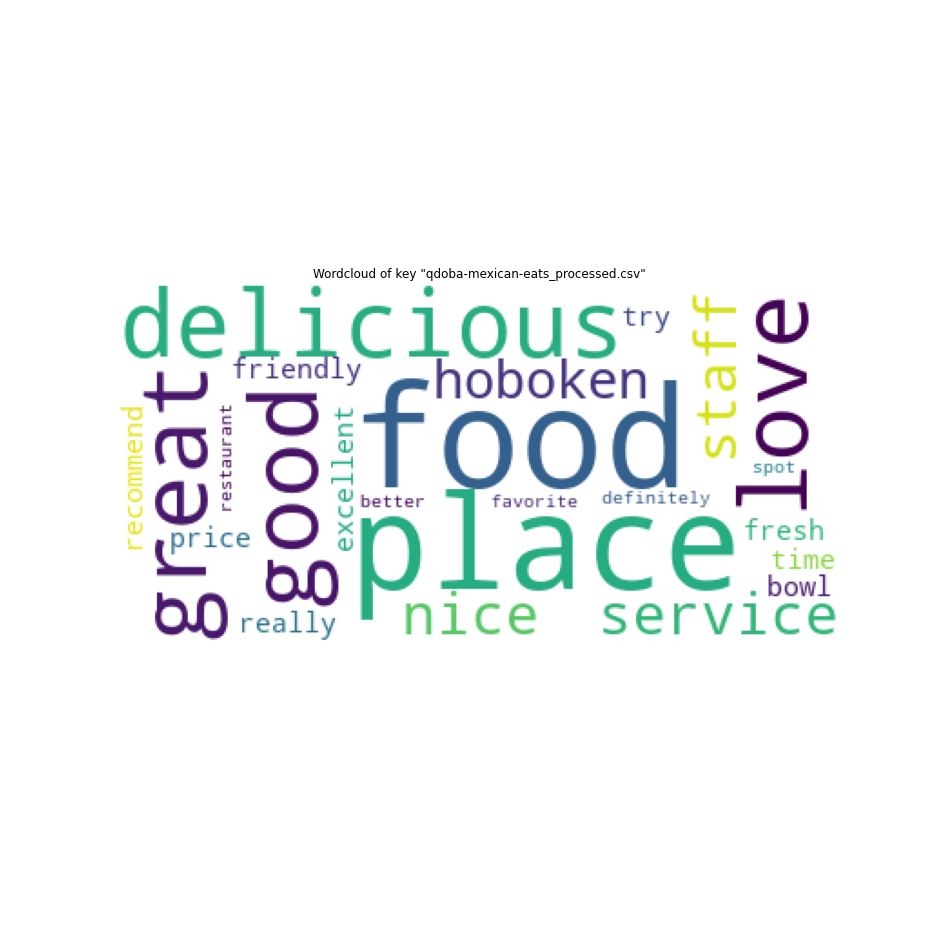 Wordcloud of key "qdoba-mexican-eats_processed.csv"
delicious
try
staff
love
friendly
hoboken
great
good
food
recommend
restaurant
excellent
spot
better
favorite
definitely
place
price
fresh
time
bowl
really
nice
service